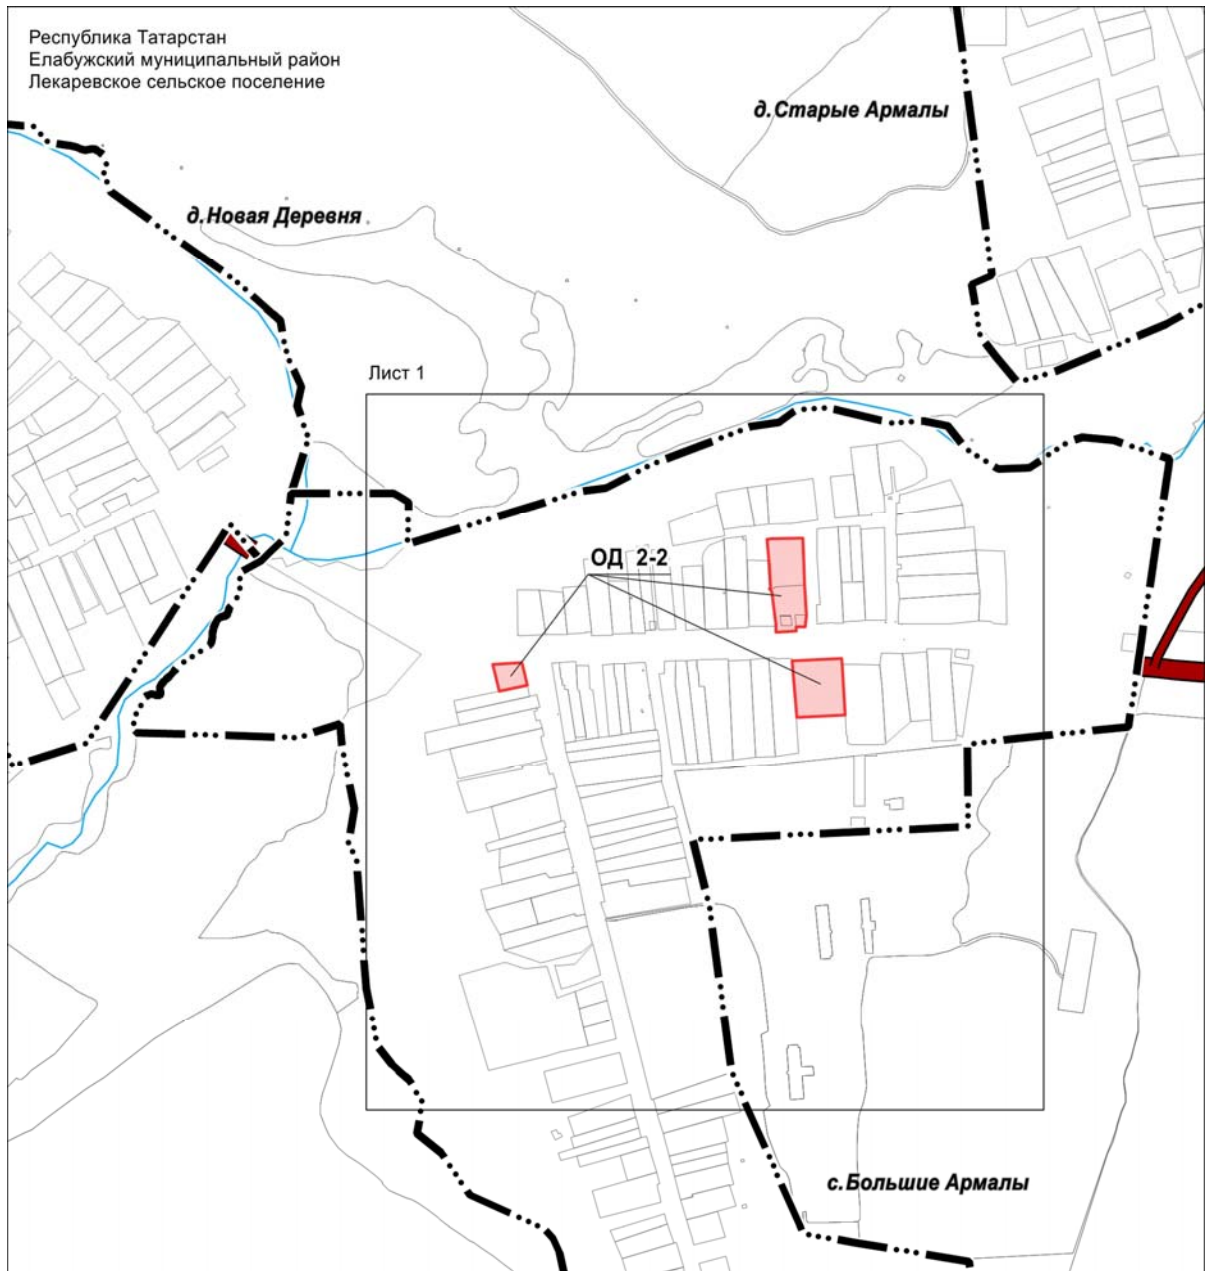 Республика Татарстан
Елабужский муниципальный район
Лекаревское сельское поселение
д.Старые Армалы
д.Новая Деревня
Лист 1
ОД 2-2
с.Большие Армалы